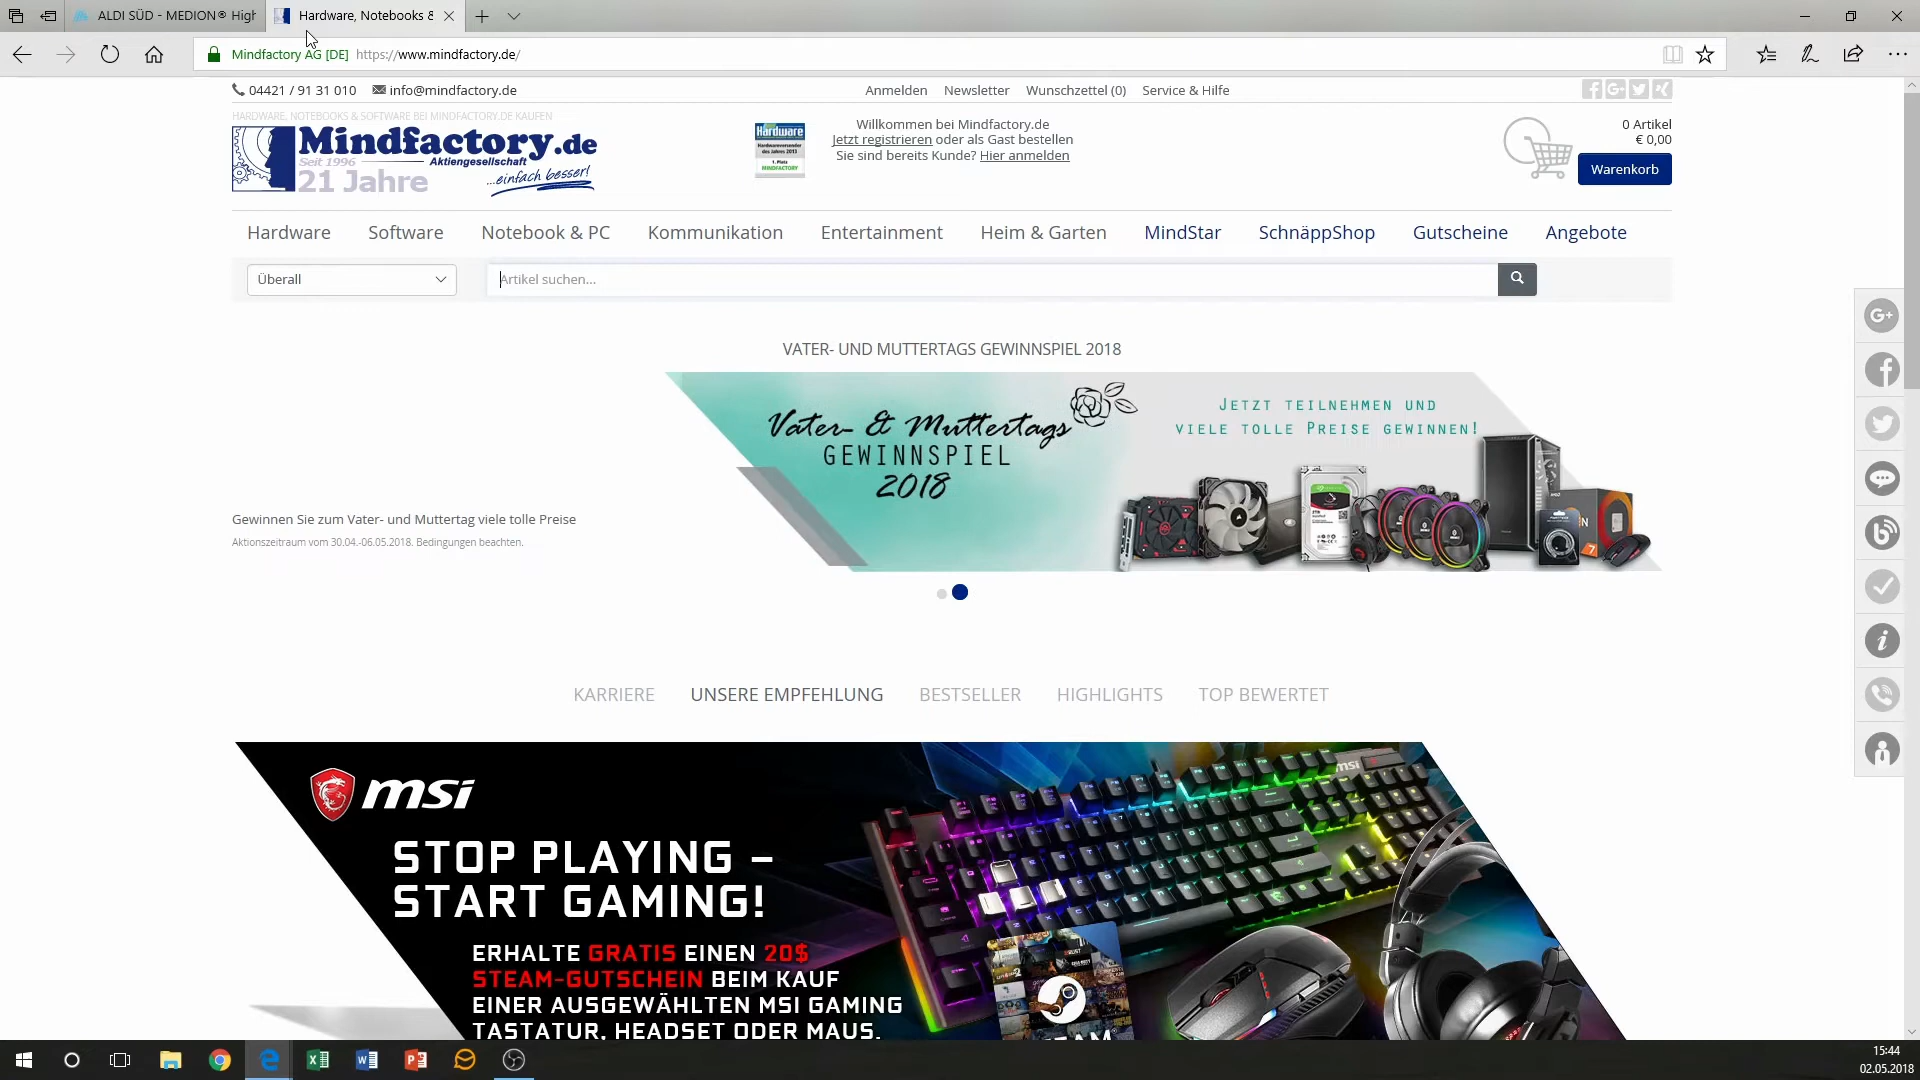 ALDI SÜD - MEDION® High
Hardware, Notebooks &
Mindfactory AG [DE] https://www.mindfactory.de/
04421 / 91 31 010 info@mindfactory.de
Anmelden Newsletter Wunschzettel (0) Service & Hilfe
HARDWARE, NOTEBOOKS & SOFTWARE BEI MINDFACTORY.DE KAUFEN
Mindfactory.de
Seit 1996 Aktiengesellschaft
21 Jahre ...einfach besser!
Hardware
Hardwareversender
des Jahres 2013
1. Platz
MINDFACTORY
Willkommen bei Mindfactory.de
Jetzt registrieren oder als Gast bestellen
Sie sind bereits Kunde? Hier anmelden
0 Artikel
€ 0,00
Warenkorb
Hardware Software Notebook & PC Kommunikation Entertainment Heim & Garten MindStar SchnäppShop Gutscheine Angebote
Überall
Artikel suchen...
VATER- UND MUTTERTAGS GEWINNSPIEL 2018
Vater- & Muttertags
GEWINNSPIEL
2018
JETZT TEILNEHMEN UND
VIELE TOLLE PREISE GEWINNEN!
Gewinnen Sie zum Vater- und Muttertag viele tolle Preise
Aktionszeitraum vom 30.04.-06.05.2018. Bedingungen beachten.
KARRIERE UNSERE EMPFEHLUNG BESTSELLER HIGHLIGHTS TOP BEWERTET
msi
STOP PLAYING –
START GAMING!
ERHALTE GRATIS EINEN 20$
STEAM-GUTSCHEIN BEIM KAUF
EINER AUSGEWÄHLTEN MSI GAMING
TASTATUR, HEADSET ODER MAUS.
msi
STEAM
15:44
02.05.2018